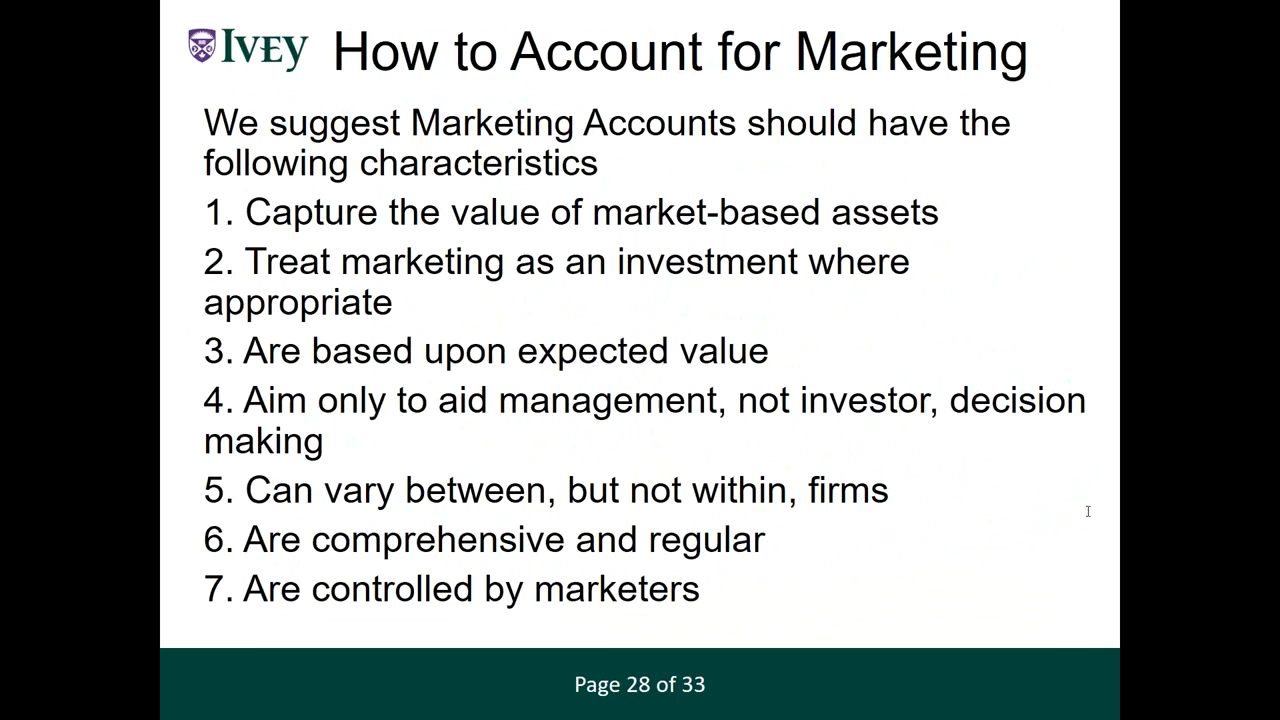 IVEY
How to Account for Marketing
We suggest Marketing Accounts should have the
following characteristics
1. Capture the value of market-based assets
2. Treat marketing as an investment where
appropriate
3. Are based upon expected value
4. Aim only to aid management, not investor, decision
making
5. Can vary between, but not within, firms
6. Are comprehensive and regular
7. Are controlled by marketers
Page 28 of 33